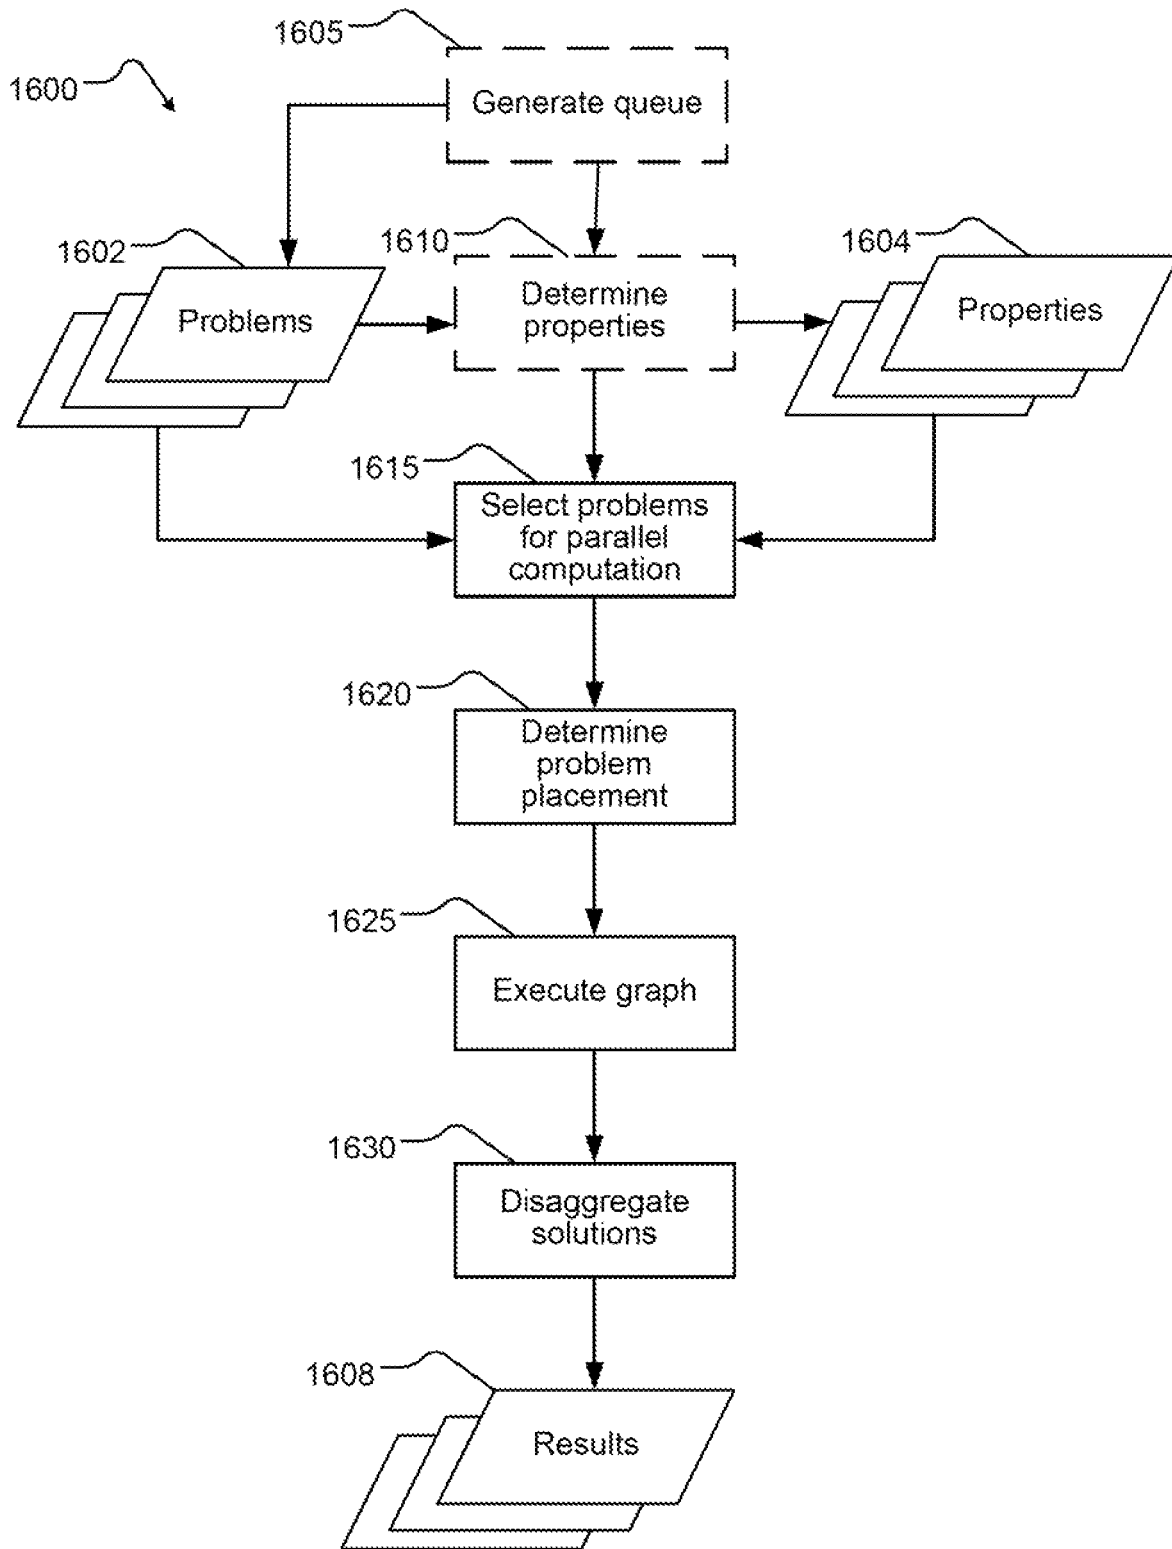 1605
1600
Generate queue
1602
1610
1604
Problems
Determine
properties
Properties
1615
Select problems
for parallel
computation
1620
Determine
problem
placement
1625
Execute graph
1630
Disaggregate
solutions
1608
Results